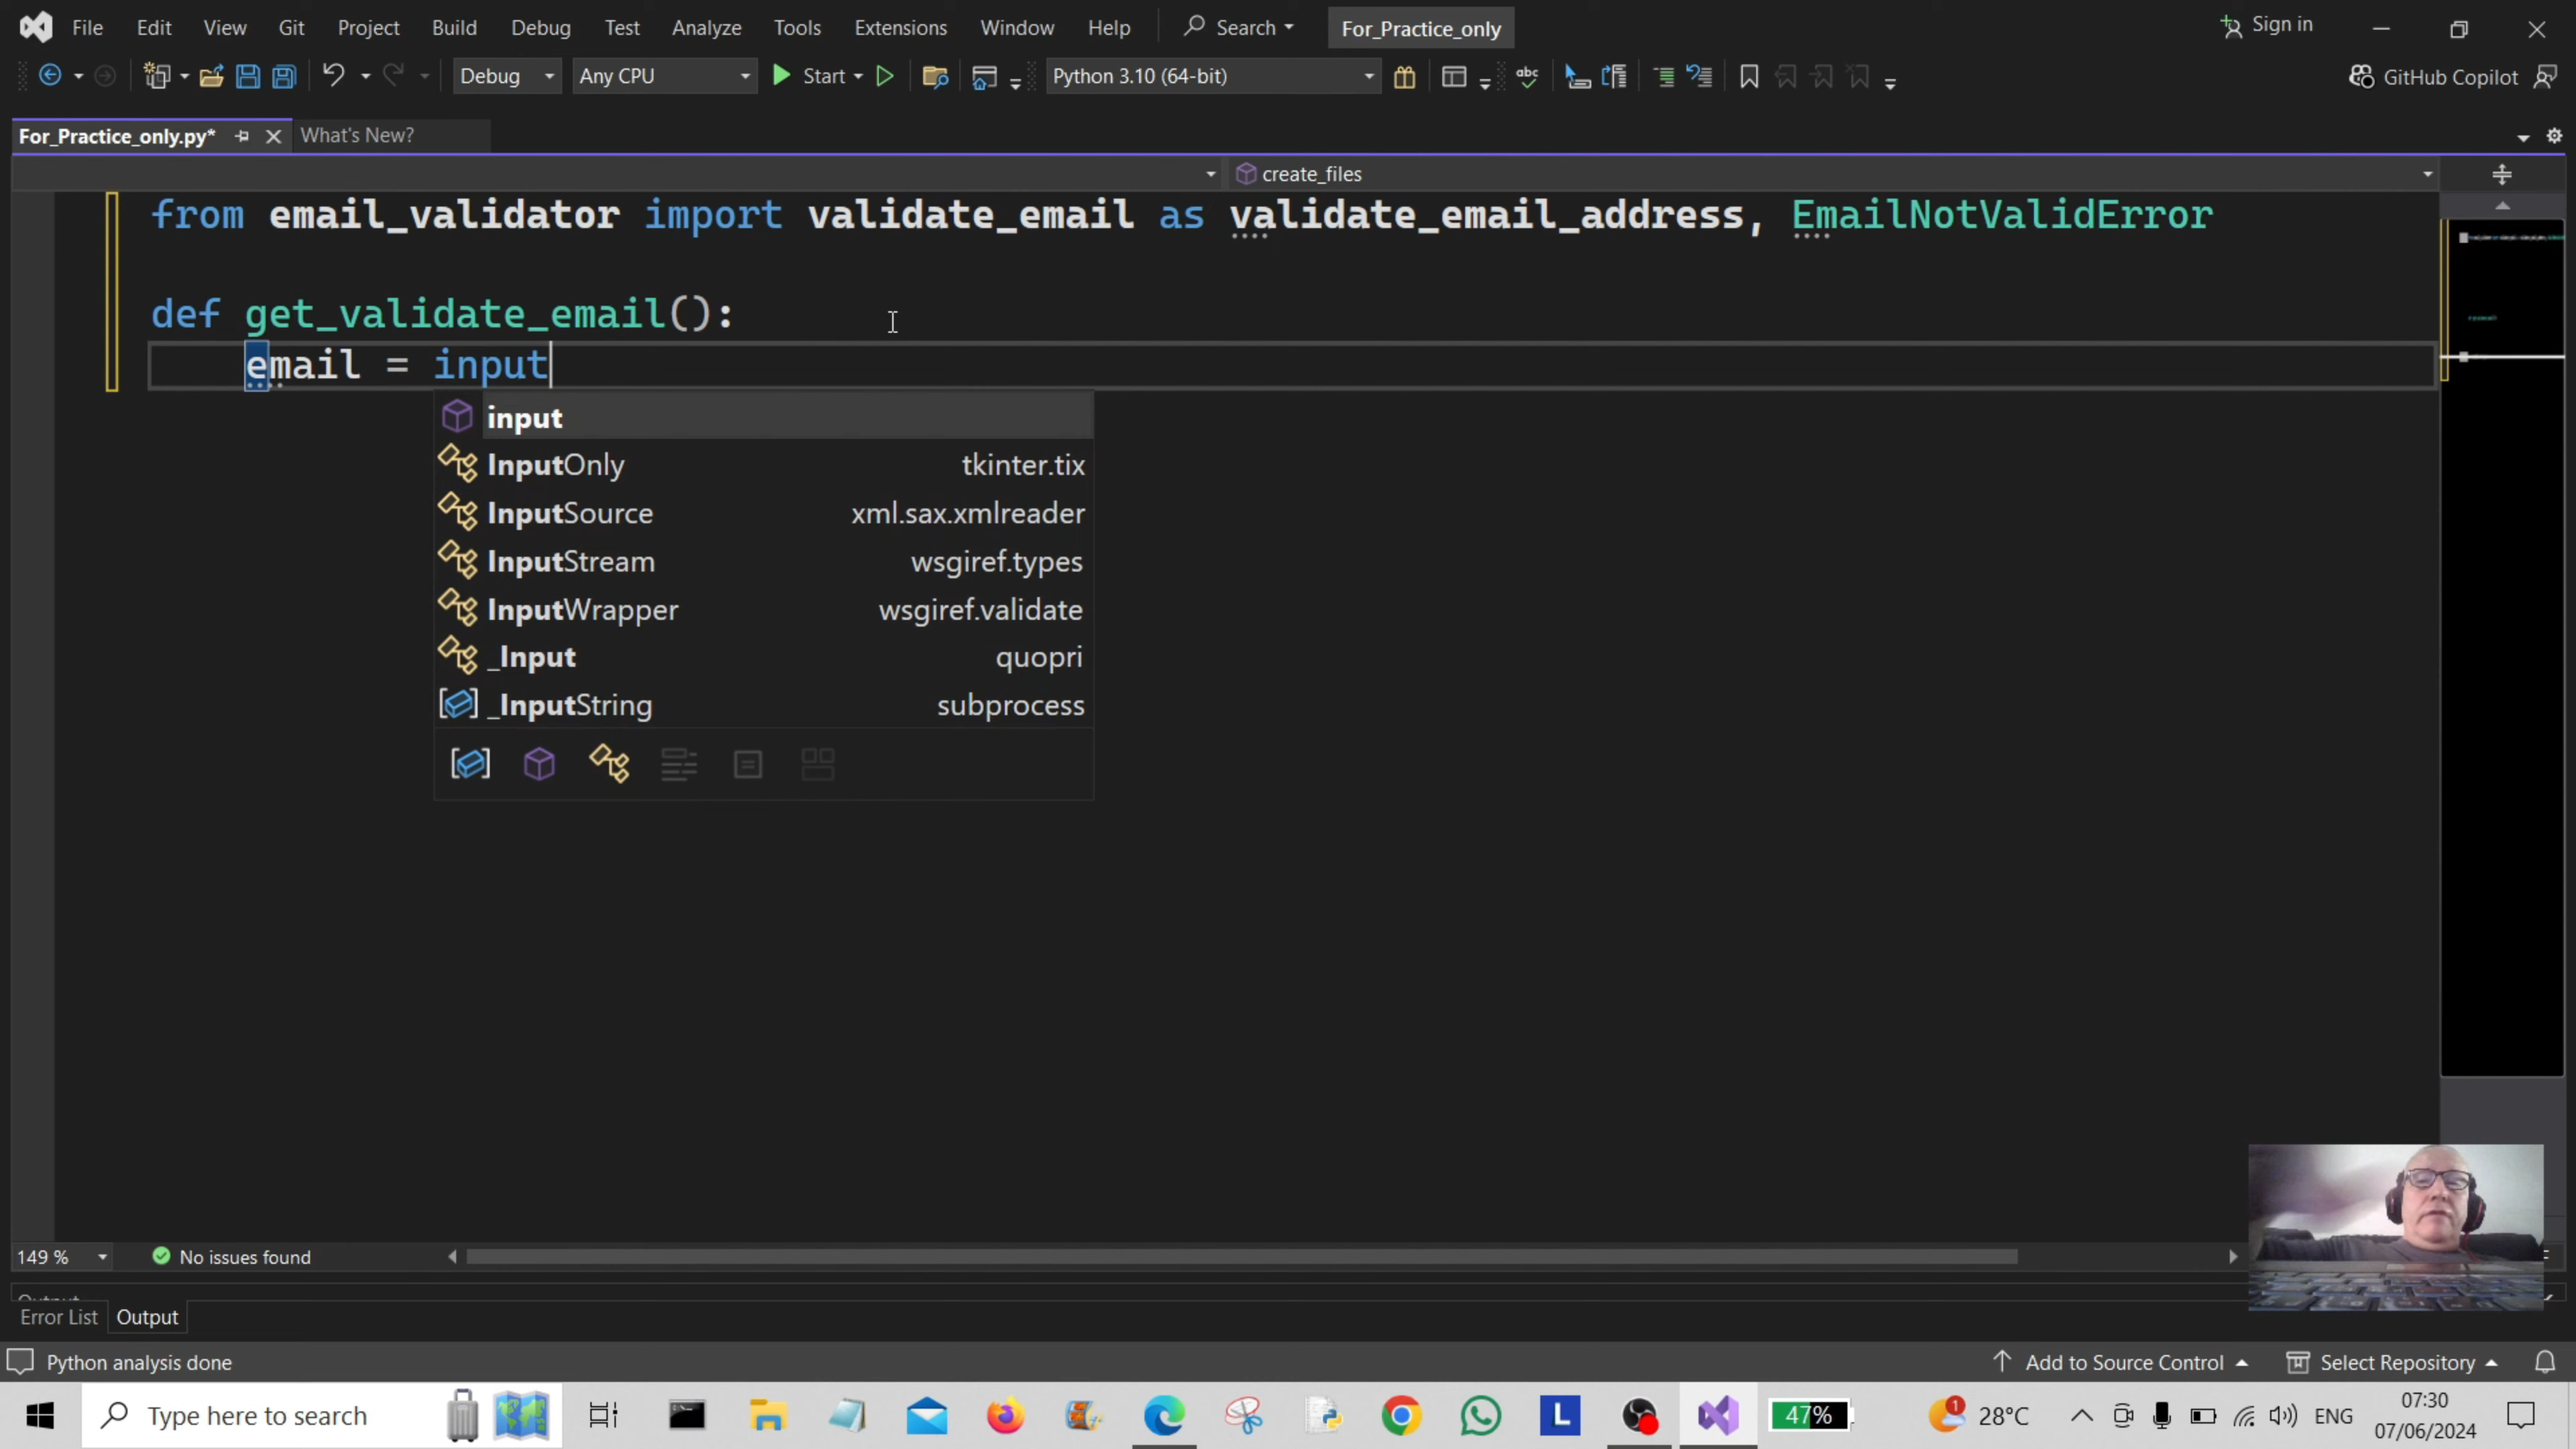 File Edit View Git Project Build Debug Test Analyze Tools Extensions Window Help Search For_Practice_only Sign in
Debug Any CPU Start Python 3.10 (64-bit) abc GitHub Copilot
For_Practice_only.py* What's New?
create_files
from email_validator import validate_email as validate_email_address, EmailNotValidError
def get_validate_email():
email = input
input
InputOnly tkinter.tix
InputSource xml.sax.xmlreader
InputStream wsgiref.types
InputWrapper wsgiref.validate
_Input quopri
_InputString subprocess
149 % No issues found
Output
Error List Output
Python analysis done Add to Source Control Select Repository
Type here to search L 47% 1 28°C ENG 07:30
07/06/2024